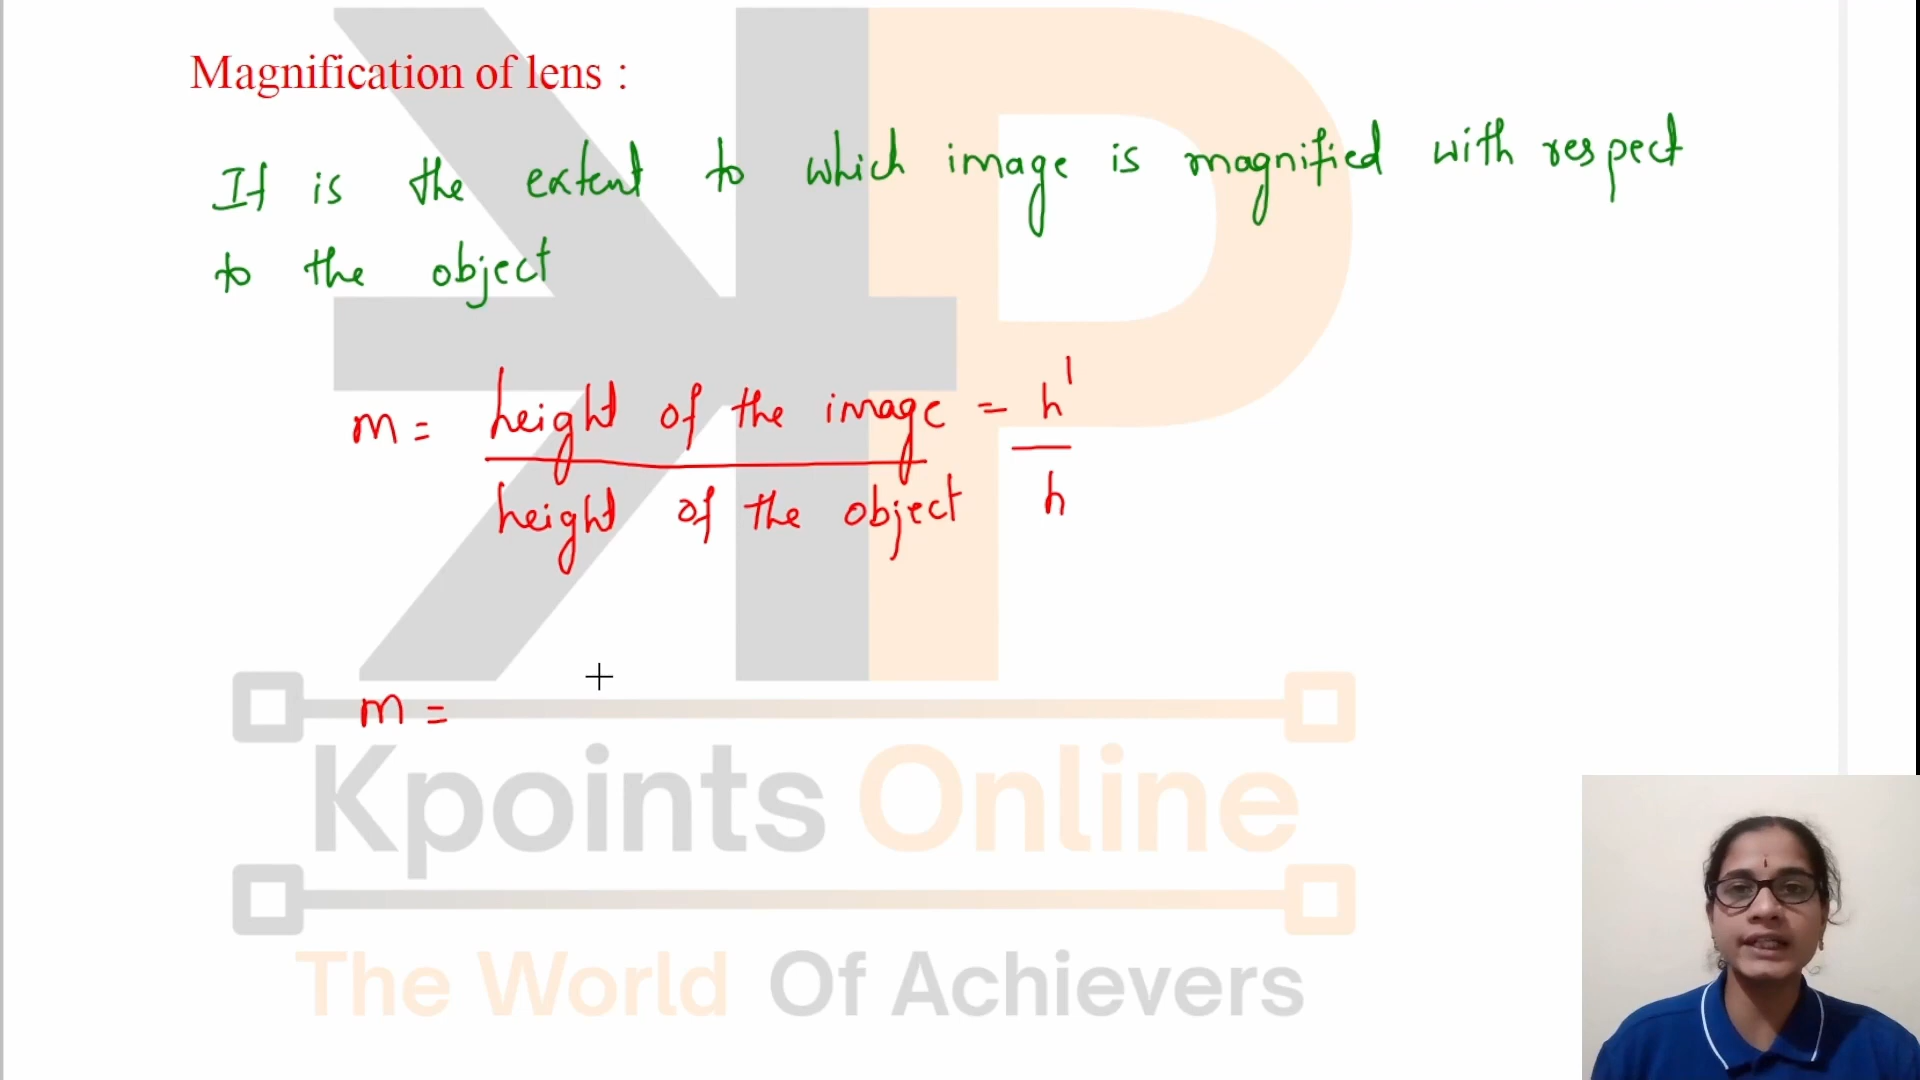 Magnification of lens :
It is the extent to which image is magnified with respect
to the object
m = height of the image = h'
height of the object h
m =
Kpoints Online
The World Of Achievers